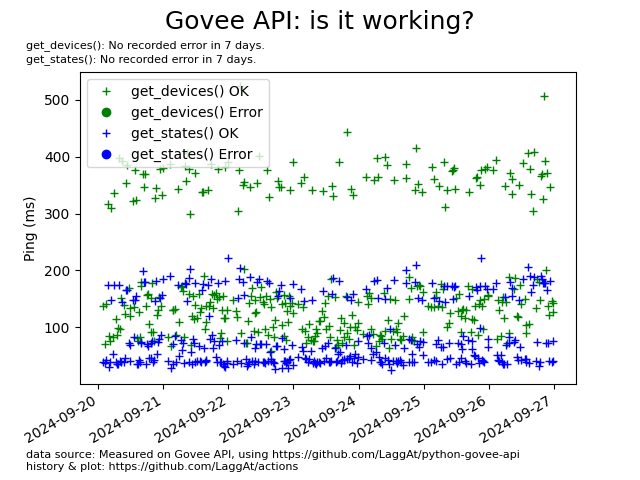 Govee API: is it working?
get_devices(): No recorded error in 7 days.
get_states(): No recorded error in 7 days.
get_devices() OK
get_devices() Error
get_states() OK
get_states() Error
Ping (ms)
500
400
300
200
100
2024-09-20
2024-09-21
2024-09-22
2024-09-23
2024-09-24
2024-09-25
2024-09-26
2024-09-27
data source: Measured on Govee API, using https://github.com/LaggAt/python-govee-api
history & plot: https://github.com/LaggAt/actions